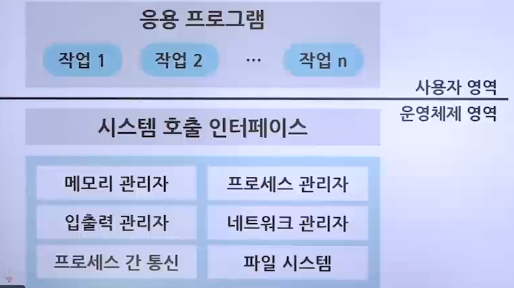 응용 프로그램
작업 1 작업 2 … 작업 n
사용자 영역
운영체제 영역
시스템 호출 인터페이스
메모리 관리자 프로세스 관리자
입출력 관리자 네트워크 관리자
프로세스 간 통신 파일 시스템